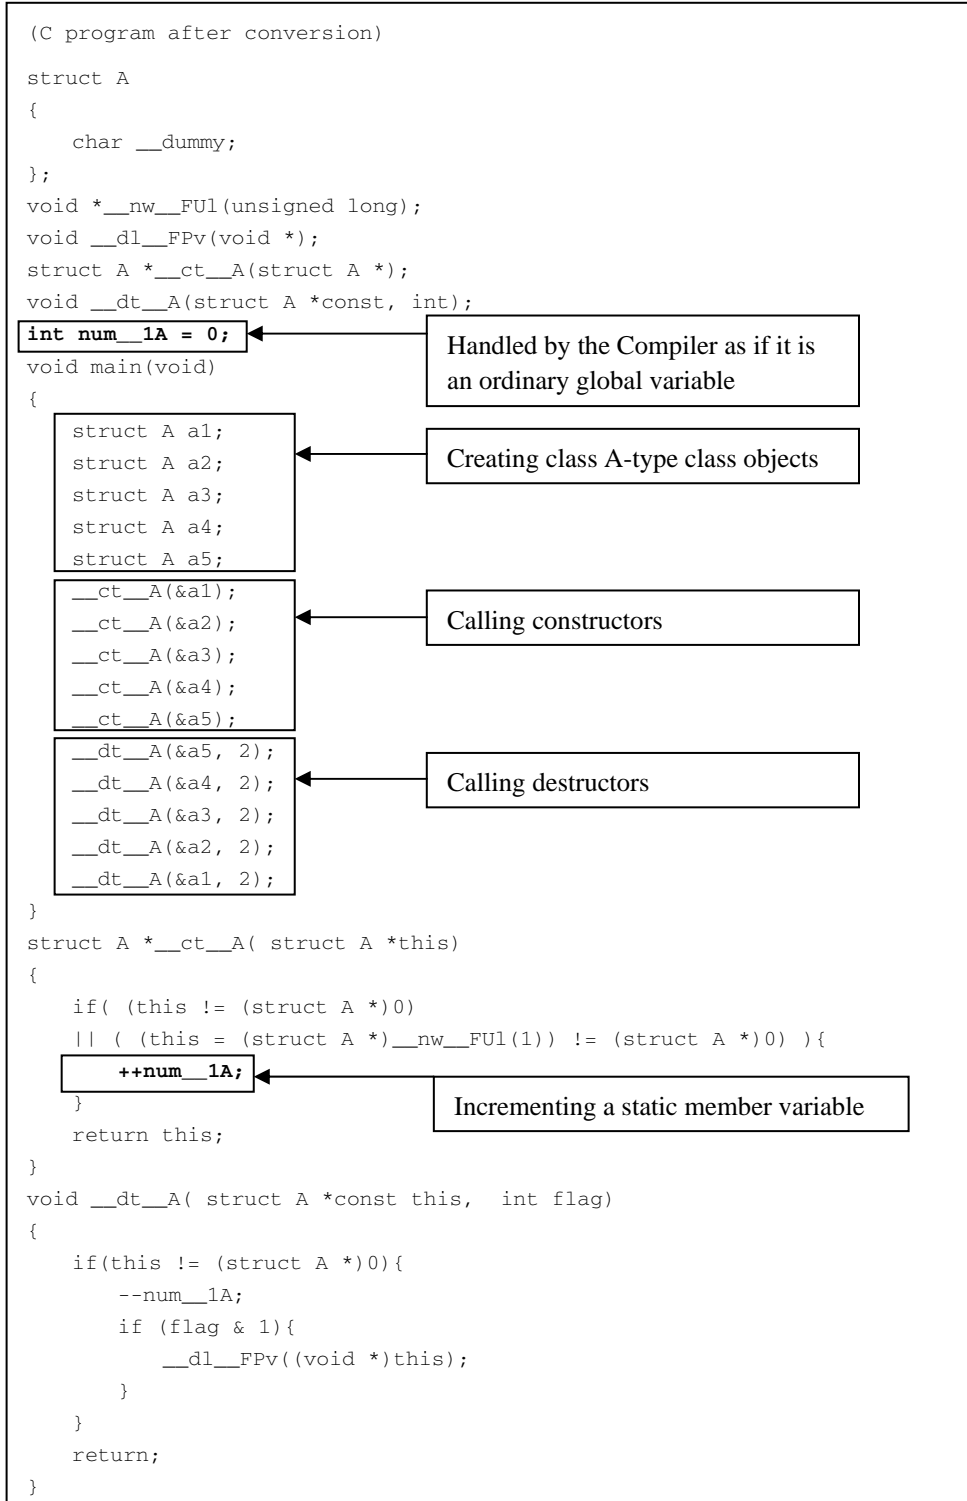 (C program after conversion)
struct A
{
    char __dummy;
};
void *__nw__FUl(unsigned long);
void __dl__FPv(void *);
struct A *__ct__A(struct A *);
void __dt__A(struct A *const, int);
int num__1A = 0;
Handled by the Compiler as if it is
an ordinary global variable
void main(void)
{
    struct A a1;
    struct A a2;
    struct A a3;
    struct A a4;
    struct A a5;
Creating class A-type class objects
    __ct__A(&a1);
    __ct__A(&a2);
    __ct__A(&a3);
    __ct__A(&a4);
    __ct__A(&a5);
Calling constructors
    __dt__A(&a5, 2);
    __dt__A(&a4, 2);
    __dt__A(&a3, 2);
    __dt__A(&a2, 2);
    __dt__A(&a1, 2);
Calling destructors
}
struct A *__ct__A( struct A *this)
{
    if( (this != (struct A *)0)
    || ( (this = (struct A *)__nw__FUl(1)) != (struct A *)0) ){
        ++num__1A;
Incrementing a static member variable
    }
    return this;
}
void __dt__A( struct A *const this,  int flag)
{
    if(this != (struct A *)0){
        --num__1A;
        if (flag & 1){
            __dl__FPv((void *)this);
        }
    }
    return;
}